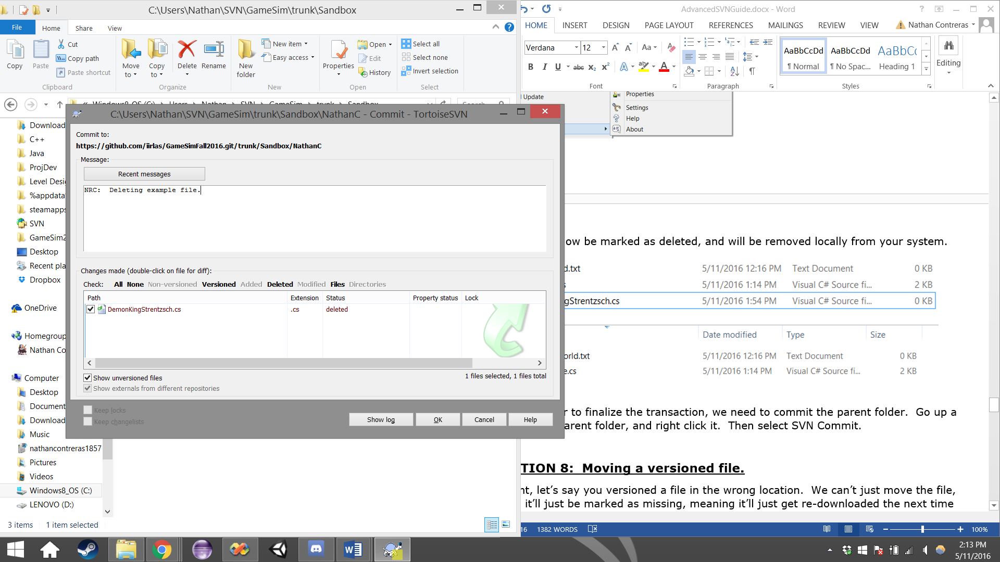 C:\Users\Nathan\SVN\GameSim\trunk\Sandbox
File
Home
Share
View
Copy
Paste
Cut
Copy path
Paste shortcut
Clipboard
Move to
Copy to
Delete
Rename
Organize
New folder
New item
Easy access
New
Properties
Open
Edit
History
Open
Select all
Select none
Invert selection
Select
Windows8_OS (C:) Users Nathan SVN GameSim trunk Sandbox
Download
C++
Java
ProjDev
Level Desi
%appdata
steamapps
SVN
GameSim2
Desktop
Recent pla
Dropbox
OneDrive
Homegroup
Nathan Co
Computer
Desktop
Document
Download
Music
nathancontreras1857
Pictures
Videos
Windows8_OS (C:)
LENOVO (D:)
3 items 1 item selected
C:\Users\Nathan\SVN\GameSim\trunk\Sandbox\NathanC - Commit - TortoiseSVN
Commit to:
https://github.com/iirlas/GameSimFall2016.git/trunk/Sandbox/NathanC
Message:
Recent messages
NRC:  Deleting example file.
Changes made (double-click on file for diff):
Check: All None Non-versioned Versioned Added Deleted Modified Files Directories
Path Extension Status Property status Lock
DemonKingStrentzsch.cs .cs deleted
Show unversioned files
1 files selected, 1 files total
Show externals from different repositories
Keep locks
Keep changelists
Show log
OK
Cancel
Help
AdvancedSVNGuide.docx - Word
HOME INSERT DESIGN PAGE LAYOUT REFERENCES MAILINGS REVIEW VIEW Nathan Contreras
Verdana 12
Font
Paragraph
AaBbCcDd AaBbCcDd AaBbCc
¶ Normal ¶ No Spac... Heading 1
Styles
Editing
Update
Properties
Settings
Help
About
ow be marked as deleted, and will be removed locally from your system.
d.txt 5/11/2016 12:16 PM Text Document 0 KB
s 5/11/2016 1:14 PM Visual C# Source fi... 2 KB
gStrentzsch.cs 5/11/2016 1:54 PM Visual C# Source fi... 0 KB
Date modified Type Size
orld.txt 5/11/2016 12:16 PM Text Document 0 KB
e.cs 5/11/2016 1:14 PM Visual C# Source fi... 2 KB
r to finalize the transaction, we need to commit the parent folder.  Go up a
arent folder, and right click it.  Then select SVN Commit.
TION 8:  Moving a versioned file.
nt, let’s say you versioned a file in the wrong location.  We can’t just move the file,
it’ll just be marked as missing, meaning it’ll just get re-downloaded the next time
16 1382 WORDS
100%
2:13 PM
5/11/2016